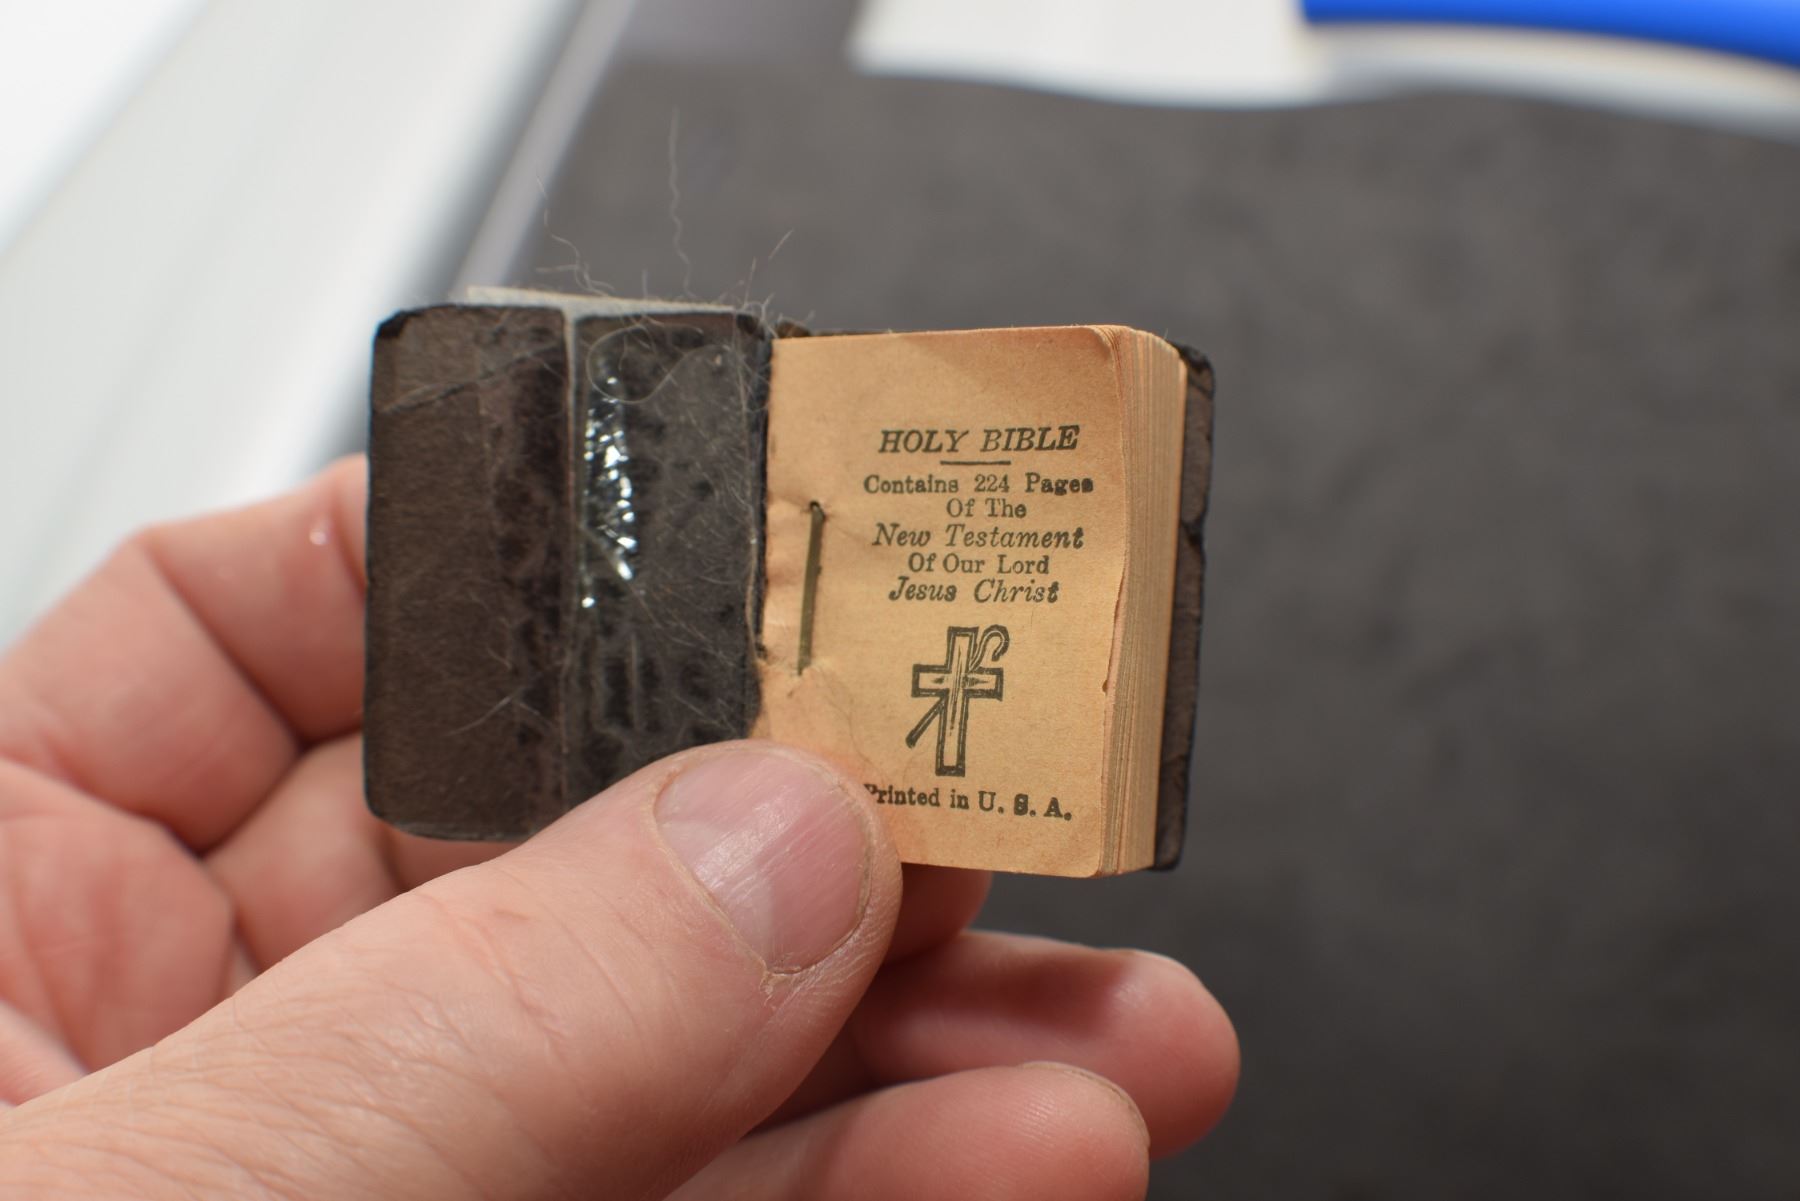 HOLY BIBLE
Contains 224 Pages
Of The
New Testament
Of Our Lord
Jesus Christ
Printed in U. S. A.